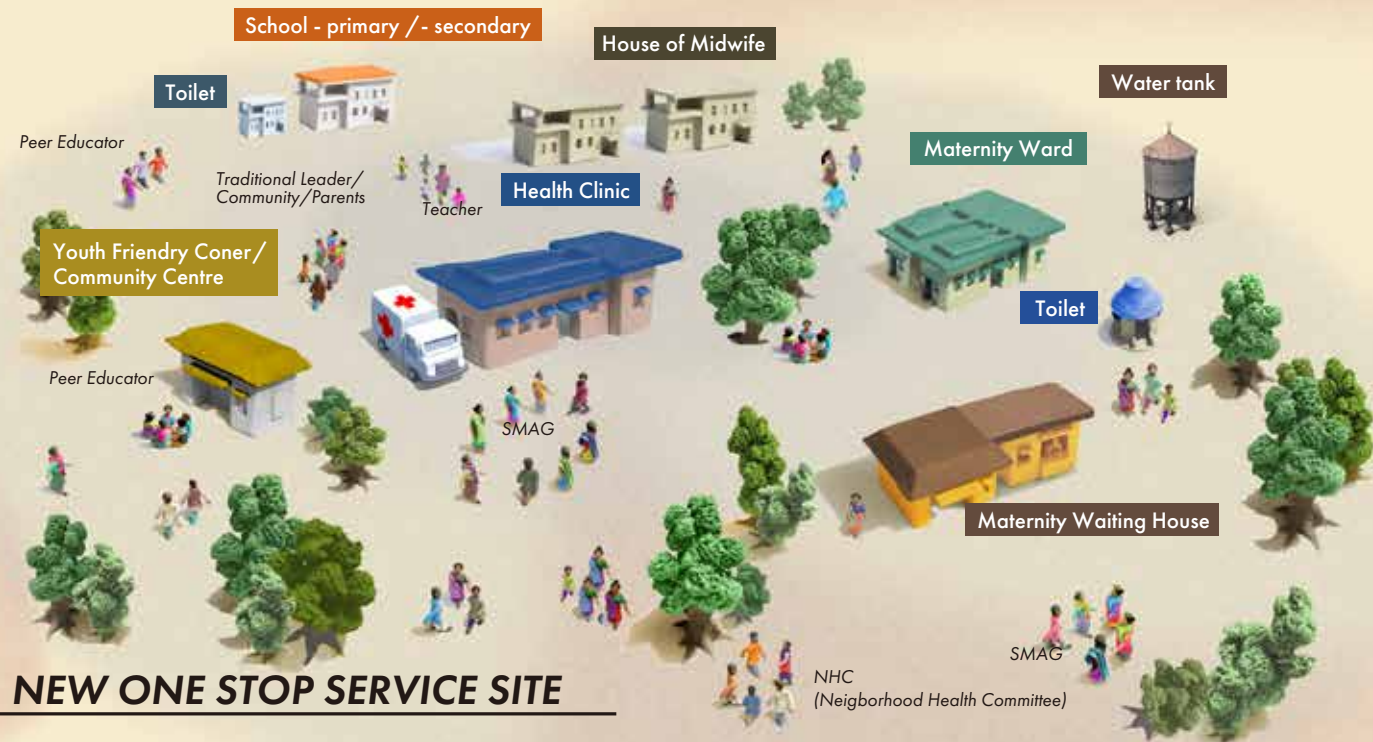 School - primary /- secondary
House of Midwife
Toilet
Water tank
Peer Educator
Maternity Ward
Traditional Leader/
Community/Parents
Teacher
Health Clinic
Youth Friendry Coner/
Community Centre
Toilet
Peer Educator
SMAG
Maternity Waiting House
SMAG
NHC
(Neigborhood Health Committee)
NEW ONE STOP SERVICE SITE